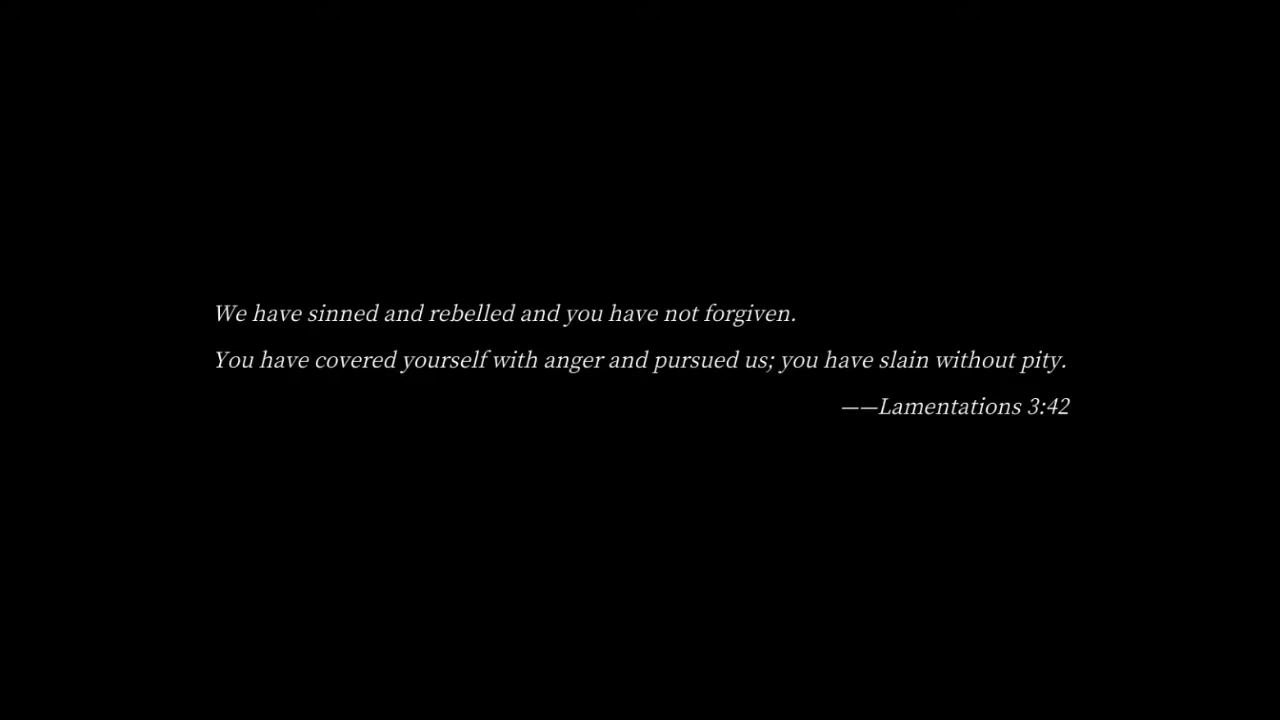 We have sinned and rebelled and you have not forgiven.
You have covered yourself with anger and pursued us; you have slain without pity.
——Lamentations 3:42